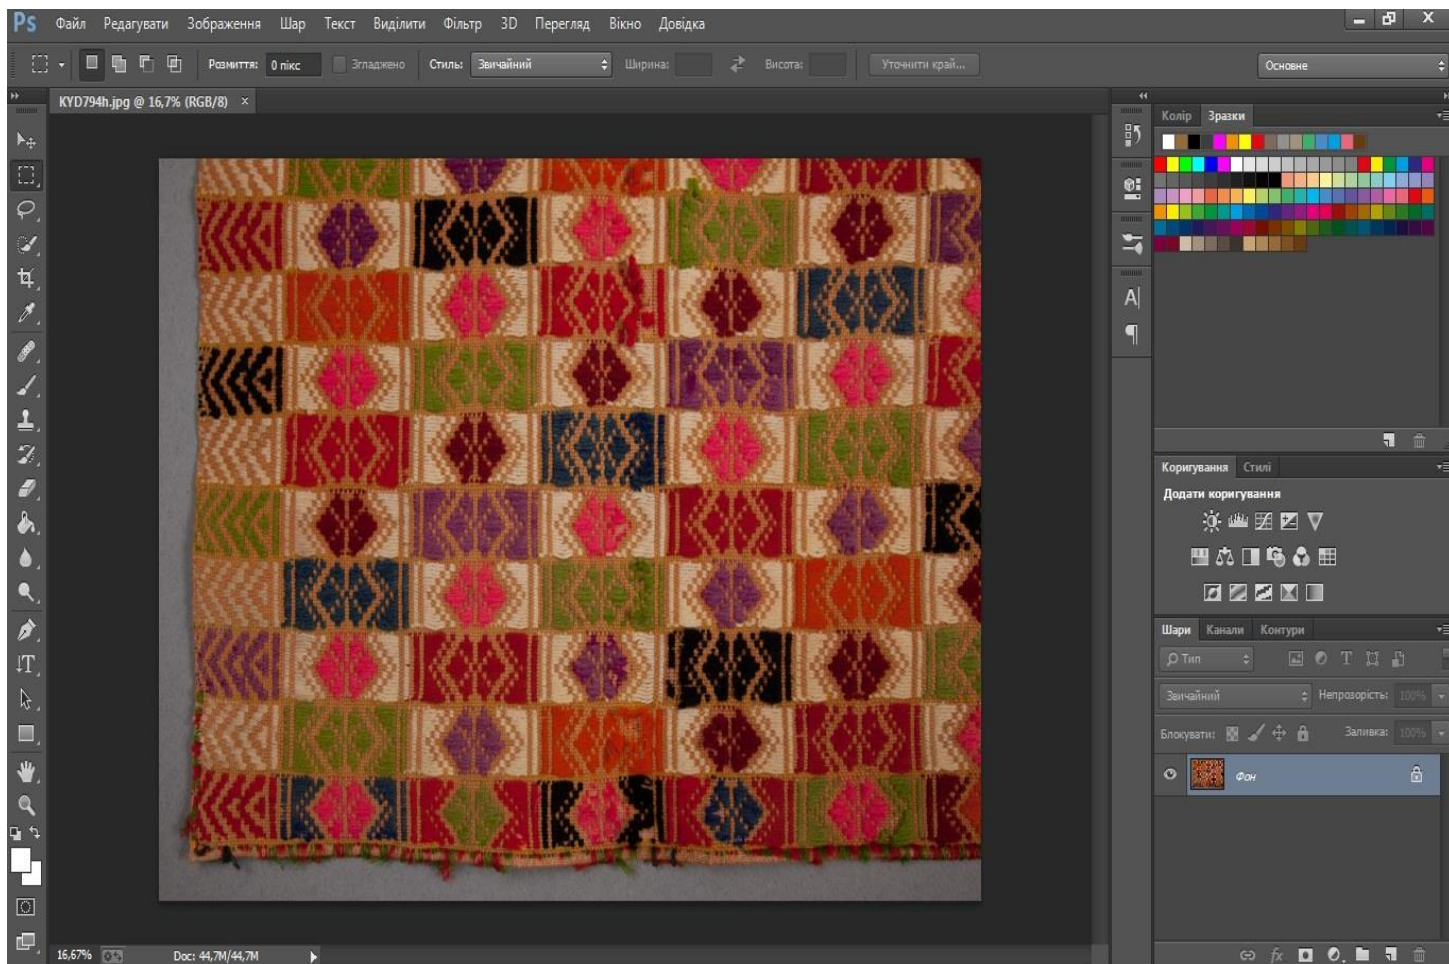 Ps Файл Редагувати Зображення Шар Текст Виділити Фільтр 3D Перегляд Вікно Довідка
Розмиття: 0 пікс Згладжено Стиль: Звичайний Ширина: Висота: Уточнити край... Основне
KYD794h.jpg @ 16,7% (RGB/8) ×
Колір Зразки
Коригування Стилі
Додати коригування
Шари Канали Контури
Тип
Звичайний Непрозорість: 100%
Блокувати: Заливка: 100%
Фон
16,67% Doc: 44,7M/44,7M